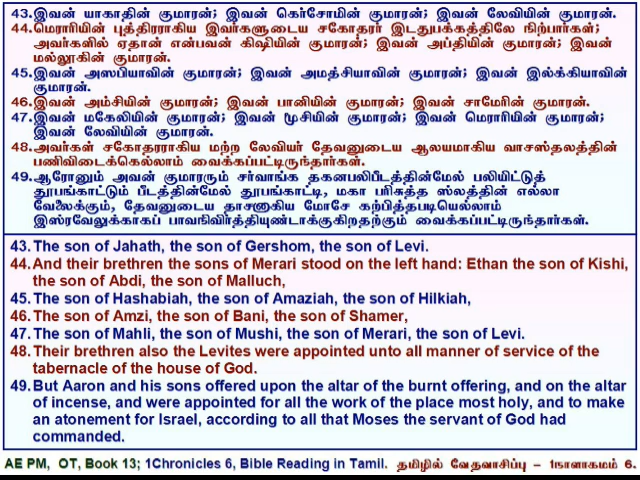 43.இவன் யாகாதின் குமாரன்; இவன் கெர்சோமின் குமாரன்; இவன் லேவியின் குமாரன்.
44.மெராரியின் புத்திரராகிய இவர்களுடைய சகோதரர் இடதுபக்கத்திலே நிற்பார்கள்;
அவர்களில் ஏதான் என்பவன் கிஷியின் குமாரன்; இவன் அப்தியின் குமாரன்; இவன்
மல்லூகின் குமாரன்.
45.இவன் அஸபியாவின் குமாரன்; இவன் அமத்சியாவின் குமாரன்; இவன் இல்க்கியாவின்
குமாரன்.
46.இவன் அம்சியின் குமாரன்; இவன் பானியின் குமாரன்; இவன் சாமேரின் குமாரன்.
47.இவன் மகேலியின் குமாரன்; இவன் மூசியின் குமாரன்; இவன் மெராரியின் குமாரன்;
இவன் லேவியின் குமாரன்.
48.அவர்கள் சகோதரராகிய மற்ற லேவியர் தேவனுடைய ஆலயமாகிய வாசஸ்தலத்தின்
பணிவிடைக்கெல்லாம் வைக்கப்பட்டிருந்தார்கள்.
49.ஆரோனும் அவன் குமாரரும் சர்வாங்க தகனபலிபீடத்தின்மேல் பலியிட்டுத்
தூபங்காட்டும் பீடத்தின்மேல் தூபங்காட்டி, மகா பரிசுத்த ஸ்லத்தின் எல்லா
வேலைக்கும், தேவனுடைய தாசனாகிய மோசே கற்பித்தபடியெல்லாம்
இஸ்ரவேலுக்காகப் பாவநிவிர்த்தியுண்டாக்குகிறதற்கும் வைக்கப்பட்டிருந்தார்கள்.
43.The son of Jahath, the son of Gershom, the son of Levi.
44.And their brethren the sons of Merari stood on the left hand: Ethan the son of Kishi,
the son of Abdi, the son of Malluch,
45.The son of Hashabiah, the son of Amaziah, the son of Hilkiah,
46.The son of Amzi, the son of Bani, the son of Shamer,
47.The son of Mahli, the son of Mushi, the son of Merari, the son of Levi.
48.Their brethren also the Levites were appointed unto all manner of service of the
tabernacle of the house of God.
49.But Aaron and his sons offered upon the altar of the burnt offering, and on the altar
of incense, and were appointed for all the work of the place most holy, and to make
an atonement for Israel, according to all that Moses the servant of God had
commanded.
AE PM, OT, Book 13; 1Chronicles 6, Bible Reading in Tamil. தமிழில் வேதவாசிப்பு – 1நாளாகமம் 6.